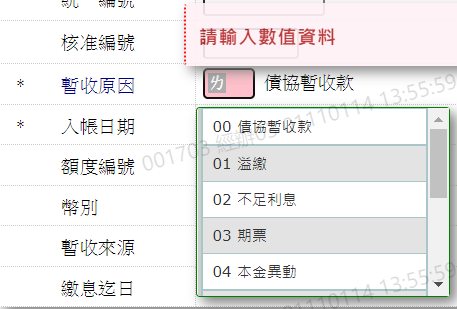 統一編號
請輸入數值資料
核准編號
* 暫收原因 ㄌ 債協暫收款
* 入帳日期
00 債協暫收款
額度編號
01 溢繳
幣別
02 不足利息
暫收來源
03 期票
繳息迄日
04 本金異動